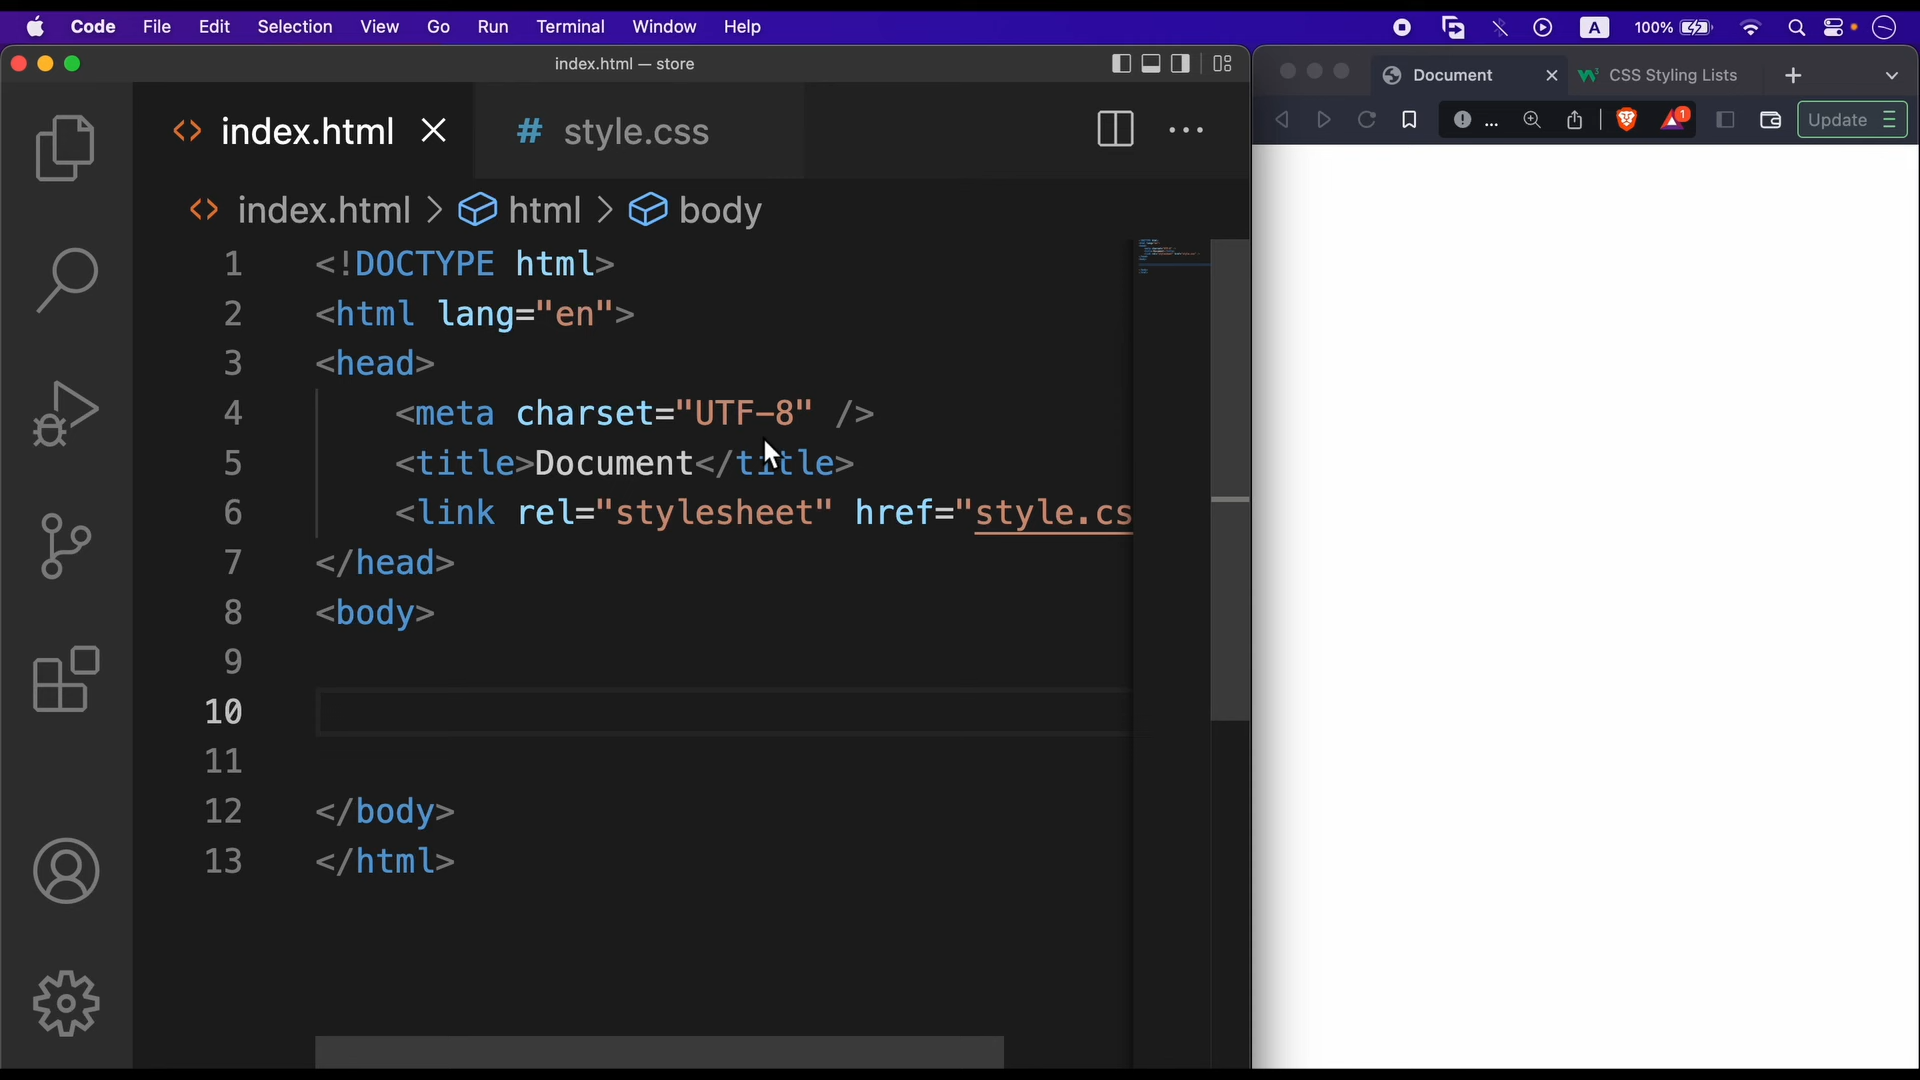 Code File Edit Selection View Go Run Terminal Window Help A 100%
index.html — store
Document CSS Styling Lists
index.html # style.css
... Update
1
index.html > html > body
1 <!DOCTYPE html>
2 <html lang="en">
3 <head>
4 <meta charset="UTF-8" />
5 <title>Document</title>
6 <link rel="stylesheet" href="style.cs
7 </head>
8 <body>
9
10
11
12 </body>
13 </html>